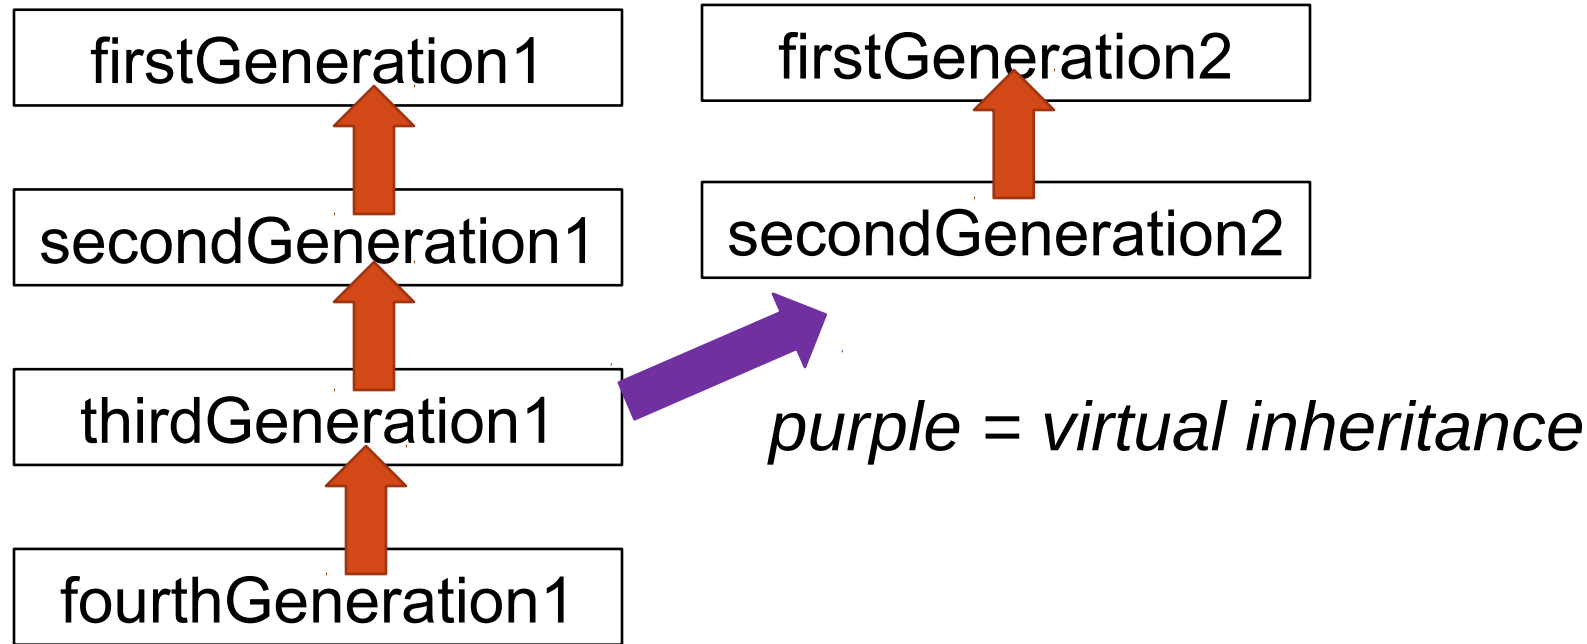 firstGeneration1
firstGeneration2
secondGeneration1
secondGeneration2
thirdGeneration1
purple = virtual inheritance
fourthGeneration1